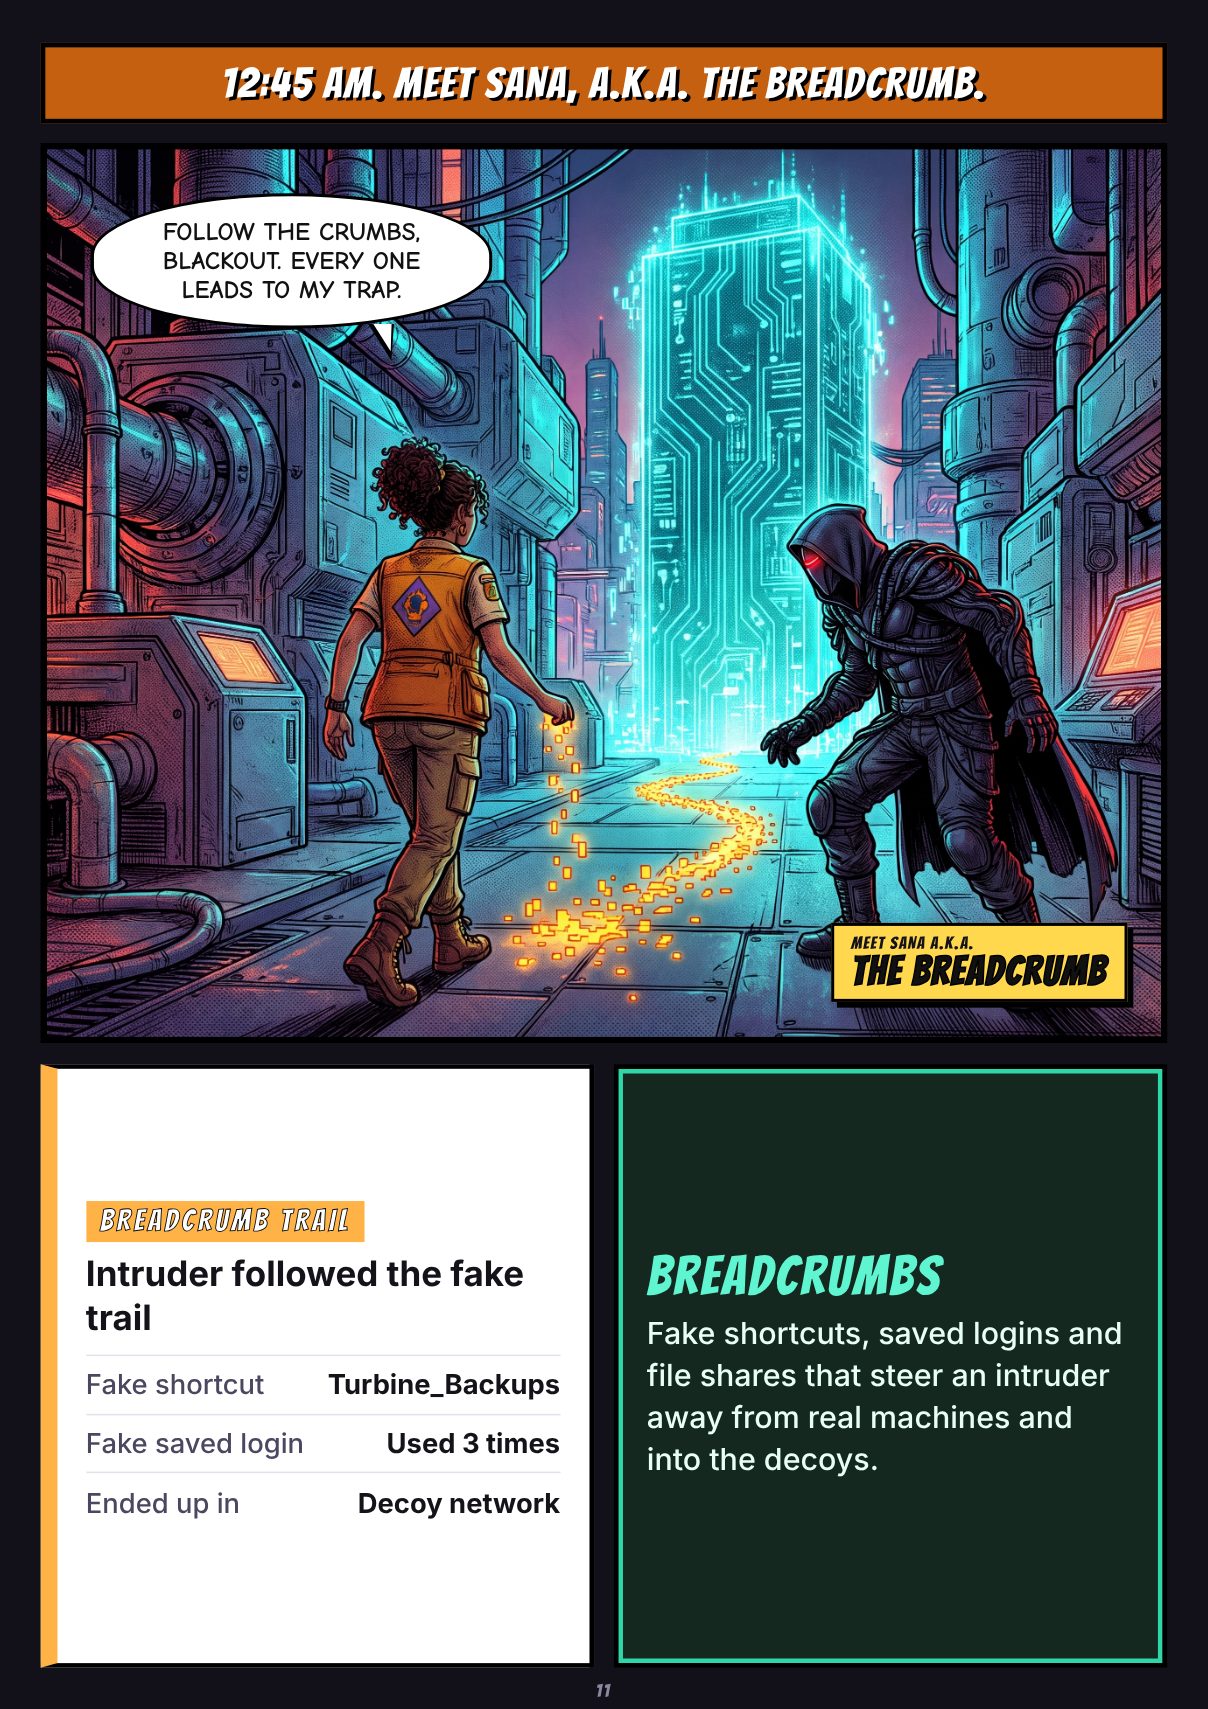 12:45 AM. MEET SANA, A.K.A. THE BREADCRUMB.
FOLLOW THE CRUMBS,
BLACKOUT. EVERY ONE
LEADS TO MY TRAP.
MEET SANA A.K.A.
THE BREADCRUMB
BREADCRUMB TRAIL
Intruder followed the fake
trail
Fake shortcut Turbine_Backups
Fake saved login Used 3 times
Ended up in Decoy network
BREADCRUMBS
Fake shortcuts, saved logins and
file shares that steer an intruder
away from real machines and
into the decoys.
11